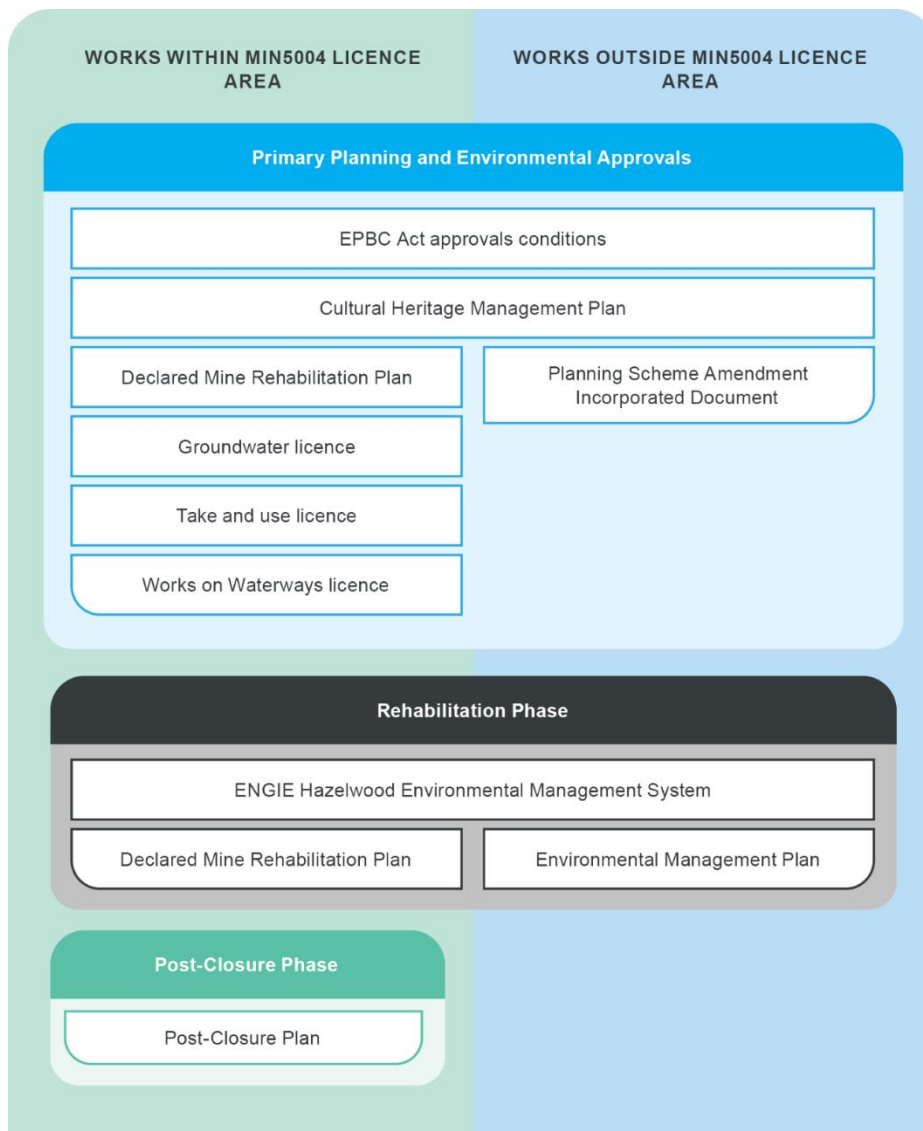 WORKS WITHIN MIN5004 LICENCE
AREA
WORKS OUTSIDE MIN5004 LICENCE
AREA
Primary Planning and Environmental Approvals
EPBC Act approvals conditions
Cultural Heritage Management Plan
Declared Mine Rehabilitation Plan
Planning Scheme Amendment
Incorporated Document
Groundwater licence
Take and use licence
Works on Waterways licence
Rehabilitation Phase
ENGIE Hazelwood Environmental Management System
Declared Mine Rehabilitation Plan
Environmental Management Plan
Post-Closure Phase
Post-Closure Plan